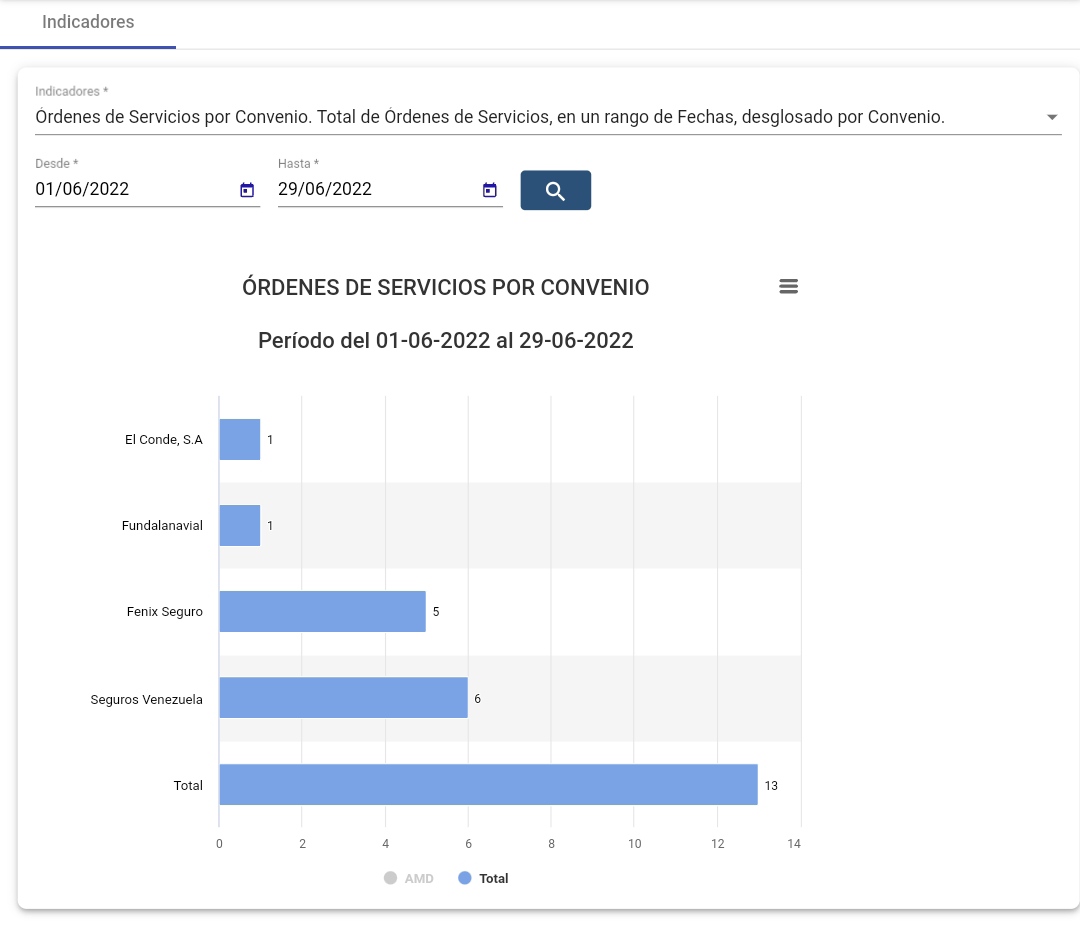 Indicadores
Indicadores *
Órdenes de Servicios por Convenio. Total de Órdenes de Servicios, en un rango de Fechas, desglosado por Convenio.
Desde *
Hasta *
01/06/2022
29/06/2022
ÓRDENES DE SERVICIOS POR CONVENIO
Período del 01-06-2022 al 29-06-2022
El Conde, S.A 1
Fundalanavial 1
Fenix Seguro 5
Seguros Venezuela 6
Total 13
0 2 4 6 8 10 12 14
AMD Total